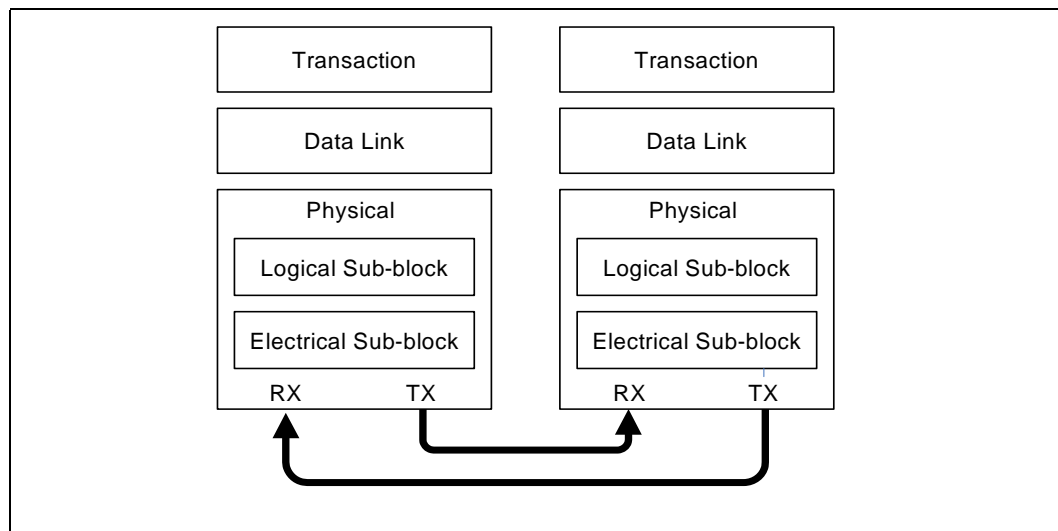 Transaction
Data Link
Physical
Logical Sub-block
Electrical Sub-block
RX TX
Transaction
Data Link
Physical
Logical Sub-block
Electrical Sub-block
RX TX